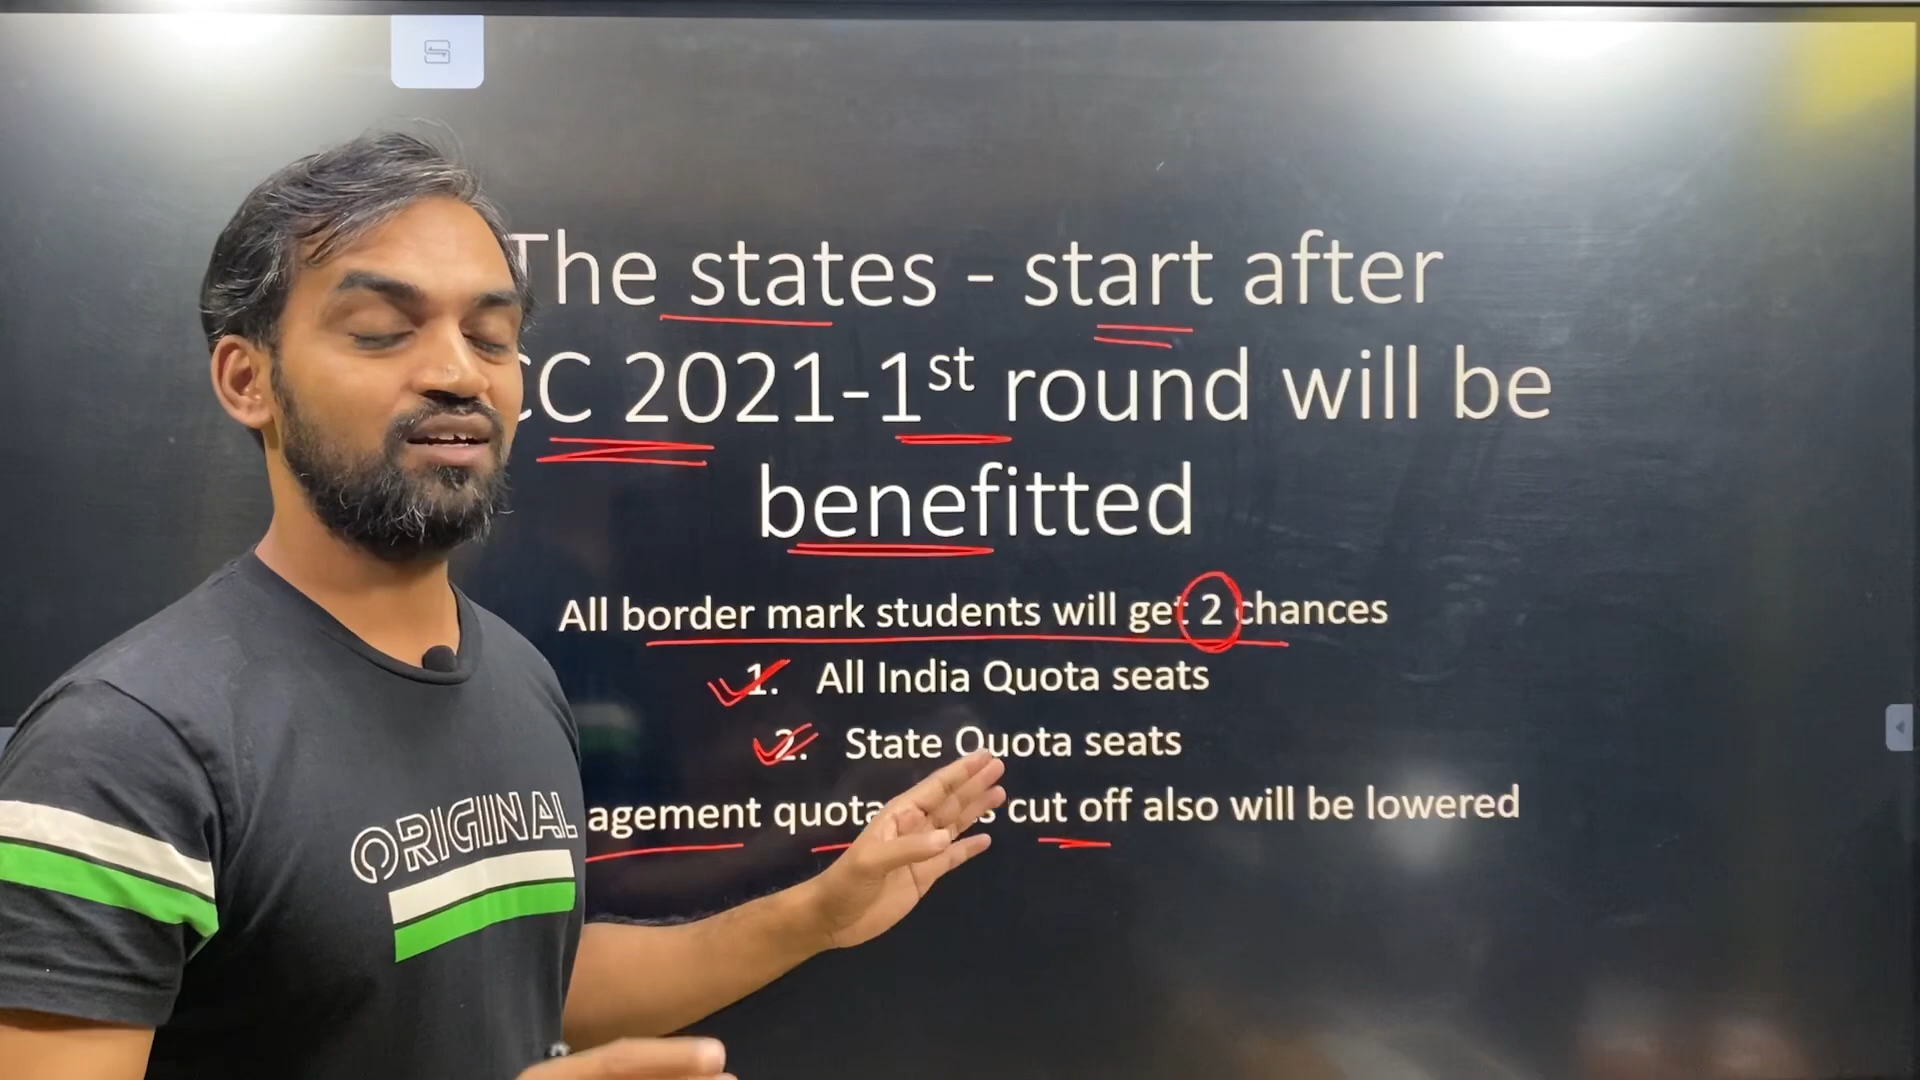 The states - start after
CC 2021-1st round will be
benefitted
All border mark students will get 2 chances
1. All India Quota seats
2. State Quota seats
agement quota cut off also will be lowered
ORIGINAL